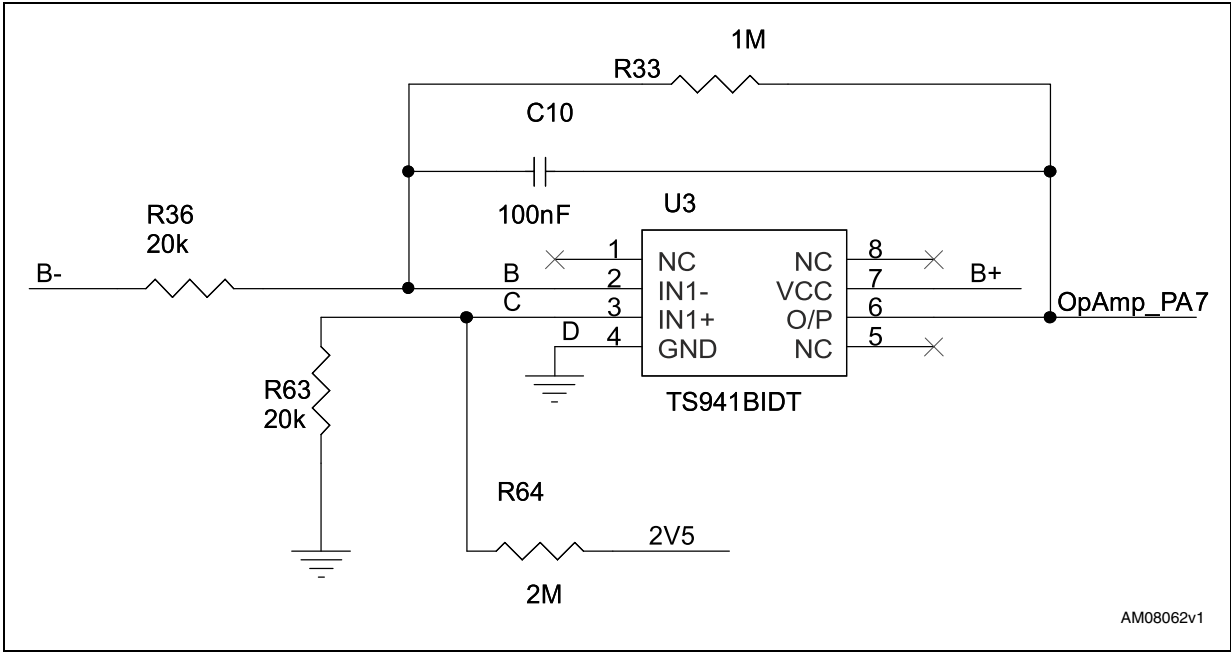 1M
R33
C10
100nF
U3
R36
20k
B-
B
C
D
1
2
3
4
NC
IN1-
IN1+
GND
NC
VCC
O/P
NC
8
7
6
5
B+
OpAmp_PA7
TS941BIDT
R63
20k
R64
2V5
2M
AM08062v1